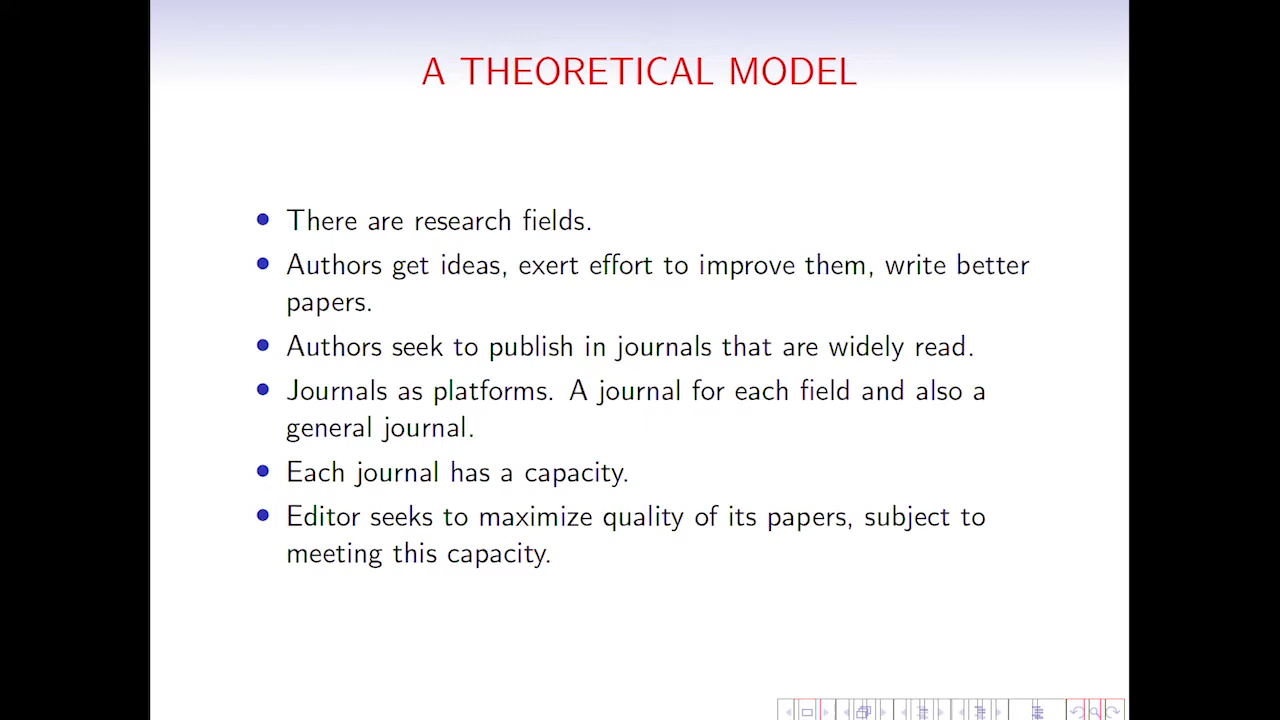 A THEORETICAL MODEL
• There are research fields.
• Authors get ideas, exert effort to improve them, write better
papers.
• Authors seek to publish in journals that are widely read.
• Journals as platforms. A journal for each field and also a
general journal.
• Each journal has a capacity.
• Editor seeks to maximize quality of its papers, subject to
meeting this capacity.